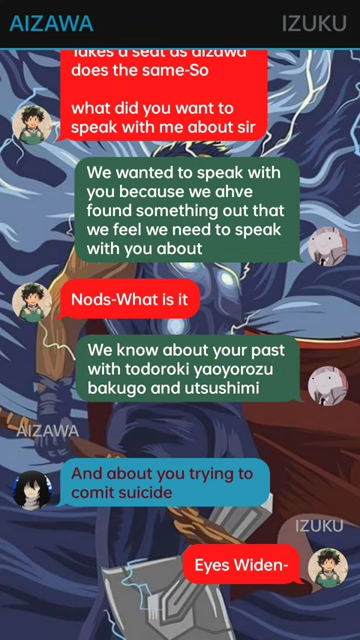 AIZAWA IZUKU
Takes a seat as aizawa
does the same-So
what did you want to
speak with me about sir
We wanted to speak with
you because we ahve
found something out that
we feel we need to speak
with you about
Nods-What is it
We know about your past
with todoroki yaoyorozu
bakugo and utsushimi
AIZAWA
And about you trying to
comit suicide
IZUKU
Eyes Widen-